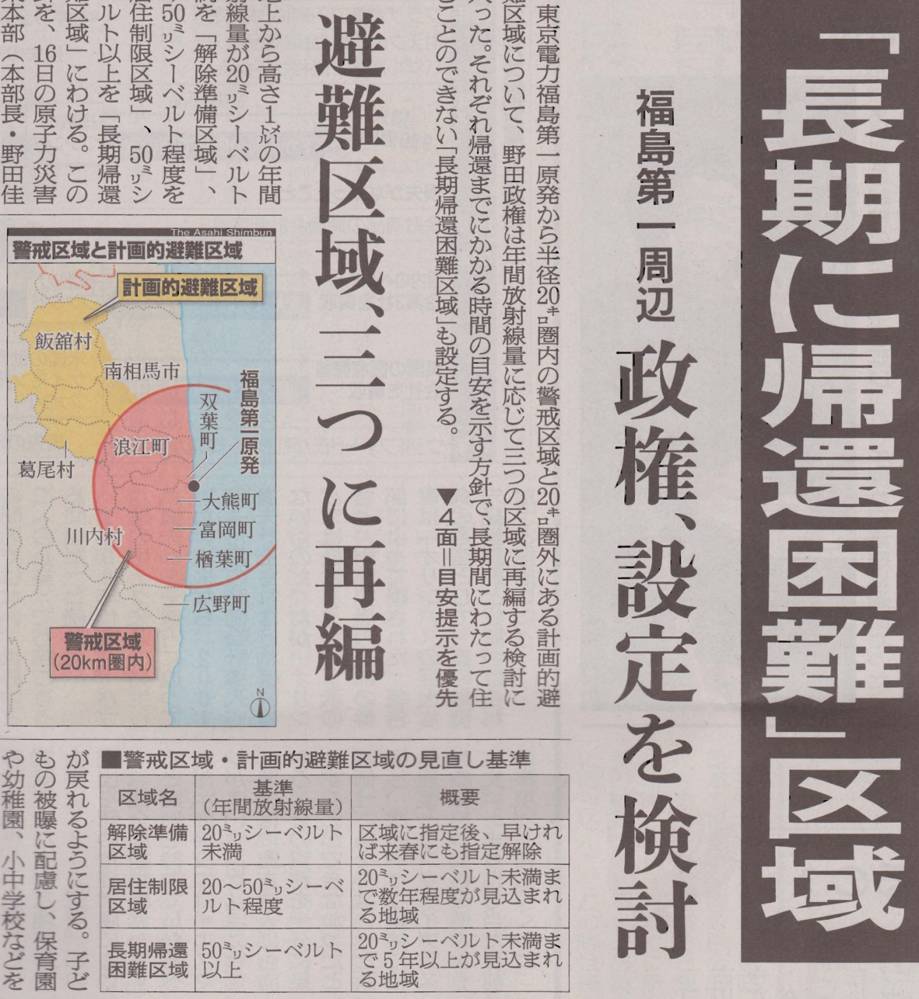 「長期に帰還困難」区域
福島第一周辺
政権、設定を検討
東京電力福島第一原発から半径20㌔圏内の警戒区域と20㌔圏外にある計画的避
難区域について、野田政権は年間放射線量に応じて三つの区域に再編する検討に
入った。それぞれ帰還までにかかる時間の目安を示す方針で、長期間にわたって住
むことのできない「長期帰還困難区域」も設定する。
▼4面＝目安提示を優先
避難区域、三つに再編
地上から高さ1㍍の年間
射線量が20㍉シーベルト
満を「解除準備区域」、
50㍉シーベルト程度を
居住制限区域」、50㍉シ
ルト以上を「長期帰還
難区域」にわける。この
を、16日の原子力災害
本部（本部長・野田佳
The Asahi Shimbun
警戒区域と計画的避難区域
計画的避難区域
飯舘村
南相馬市
福島第一原発
双葉町
浪江町
葛尾村
大熊町
富岡町
川内村
楢葉町
広野町
警戒区域
（20km圏内）
N
■警戒区域・計画的避難区域の見直し基準
区域名
基準
（年間放射線量）
概要
解除準備
区域
20㍉シーベルト
未満
区域に指定後、早けれ
ば来春にも指定解除
居住制限
区域
20〜50㍉シーベ
ルト程度
20㍉シーベルト未満ま
で数年程度が見込まれ
る地域
長期帰還
困難区域
50㍉シーベルト
以上
20㍉シーベルト未満ま
で5年以上が見込まれ
る地域
が戻れるようにする。子ど
もの被曝に配慮し、保育園
や幼稚園、小中学校などを